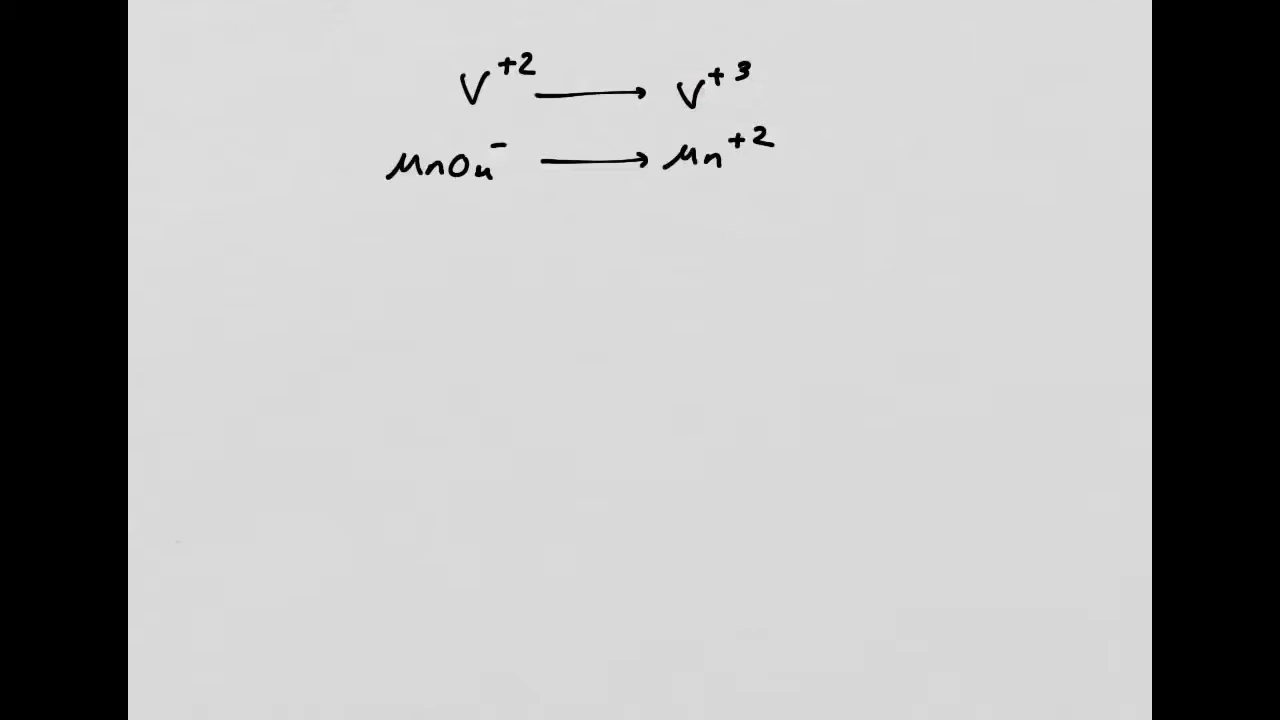 V⁺² ⟶ V⁺³
MnO₄⁻ ⟶ Mn⁺²